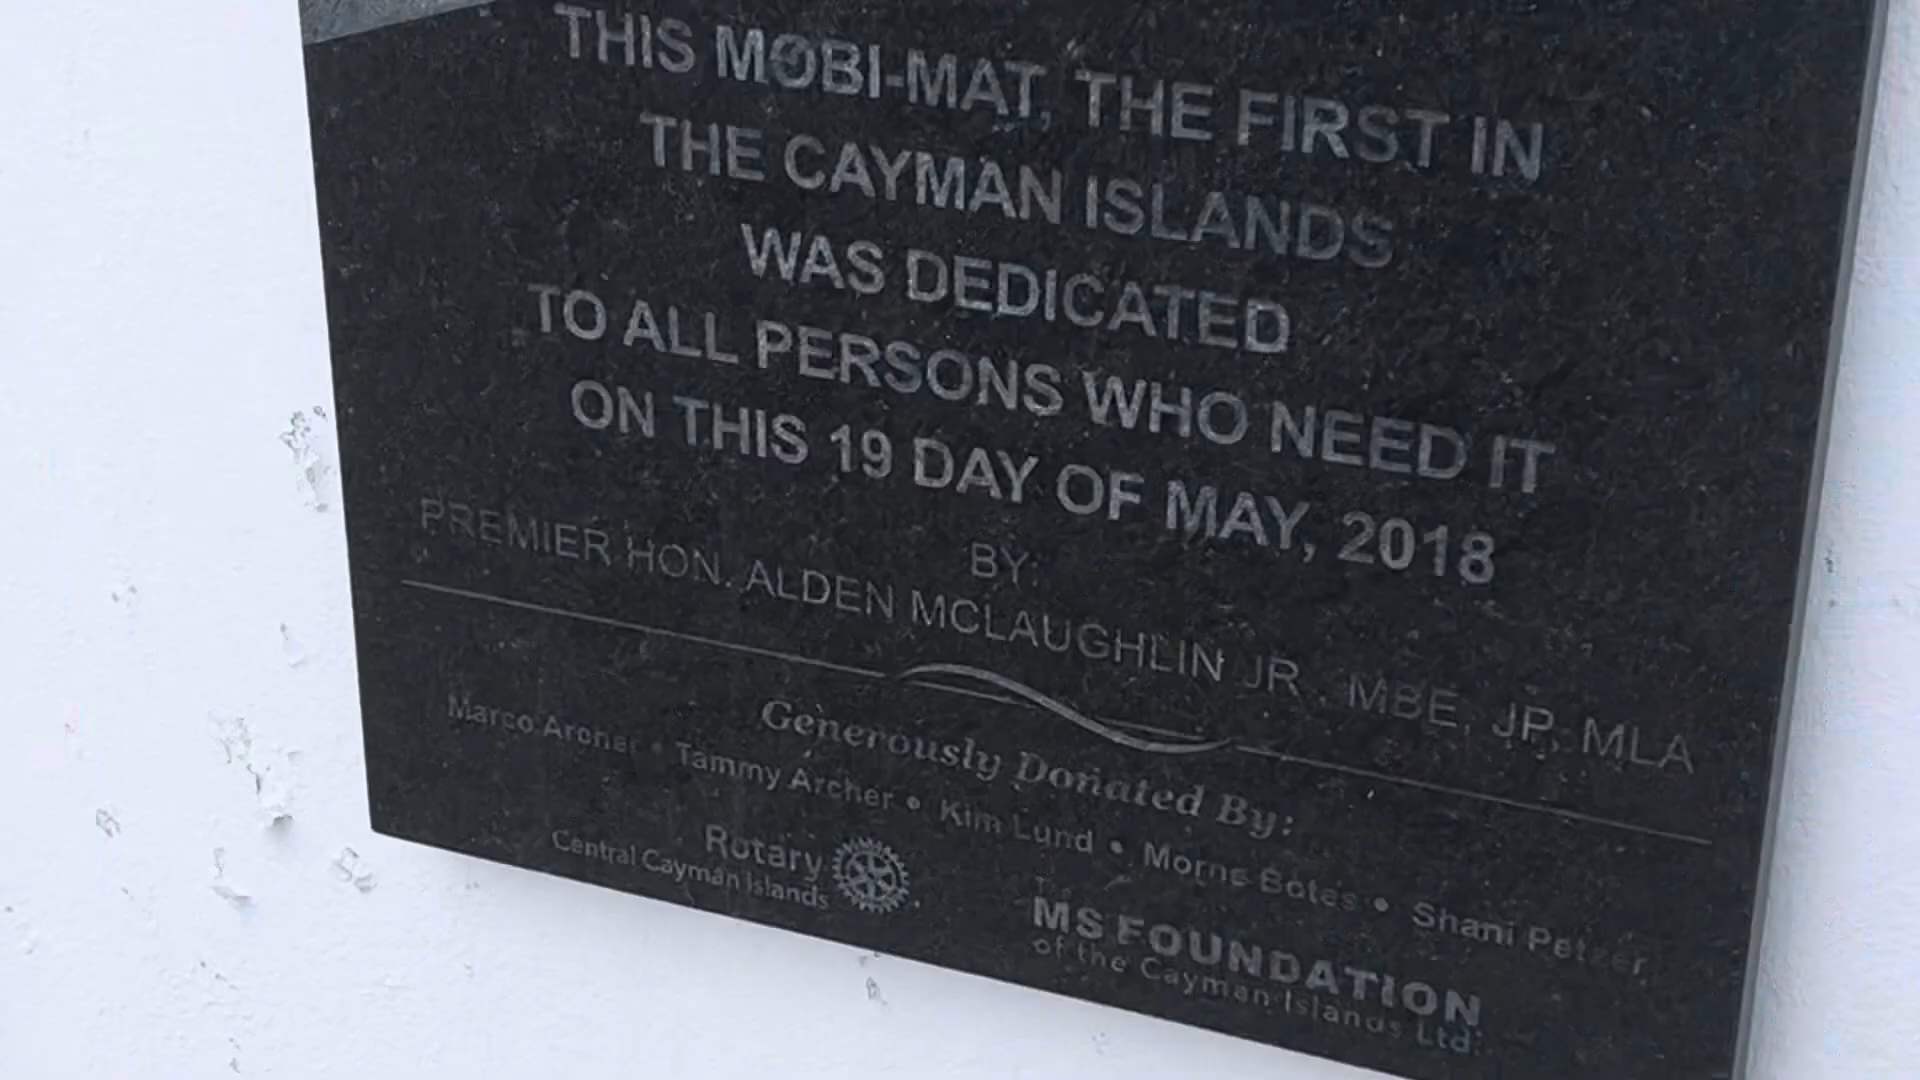 THIS MOBI-MAT, THE FIRST IN
THE CAYMAN ISLANDS
WAS DEDICATED
TO ALL PERSONS WHO NEED IT
ON THIS 19 DAY OF MAY, 2018
BY:
PREMIER HON. ALDEN MCLAUGHLIN JR., MBE, JP, MLA
Generously Donated By:
Marco Archer • Tammy Archer • Kim Lund • Morne Botes • Shani Petzer
Rotary
Central Cayman Islands
The
MS FOUNDATION
of the Cayman Islands Ltd.